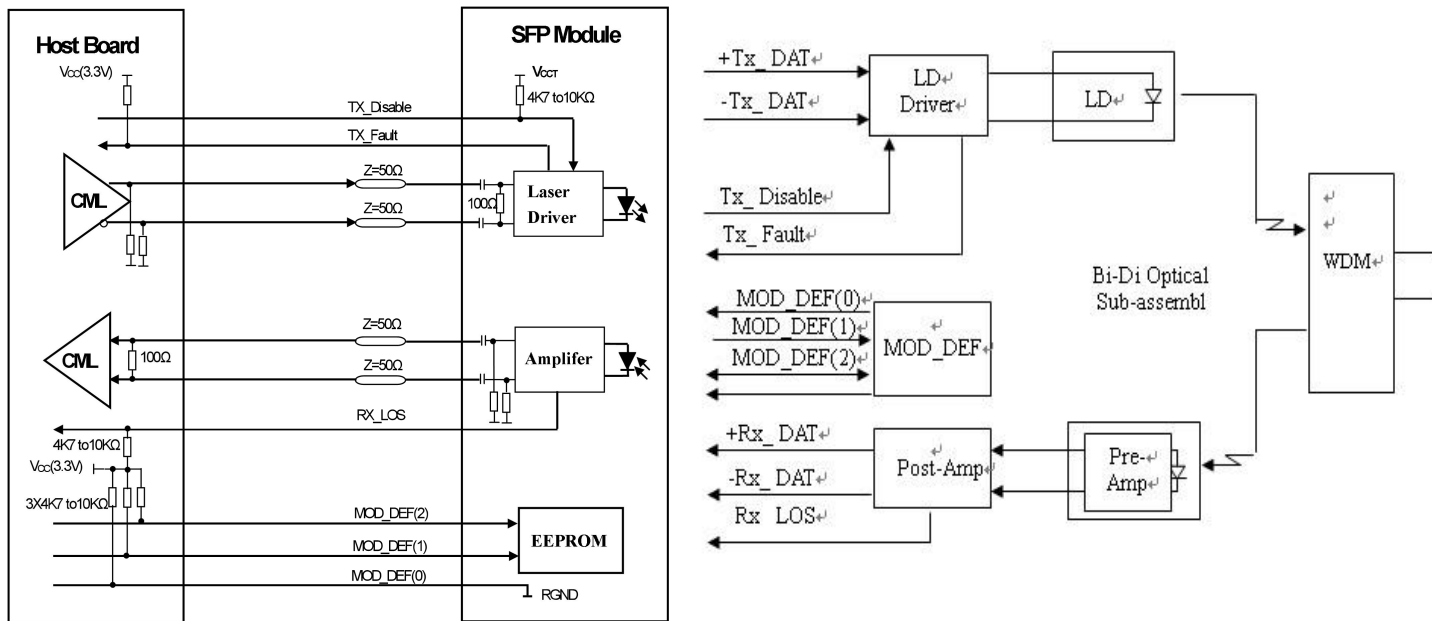 Host Board
VCC(3.3V)
SFP Module
VCCT
4K7 to10KΩ
TX_Disable
TX_Fault
Z=50Ω
CML
Z=50Ω
100Ω
Laser
Driver
Z=50Ω
CML
100Ω
Z=50Ω
Amplifer
RX_LOS
4K7 to10KΩ
VCC(3.3V)
3X4K7 to10KΩ
MOD_DEF(2)
MOD_DEF(1)
EEPROM
MOD_DEF(0)
RGND
+Tx_DAT
-Tx_DAT
LD
Driver
LD
Tx_Disable
Tx_Fault
WDM
Bi-Di Optical
Sub-assembl
MOD_DEF(0)
MOD_DEF(1)
MOD_DEF(2)
MOD_DEF
+Rx_DAT
-Rx_DAT
Rx LOS
Post-Amp
Pre-
Amp